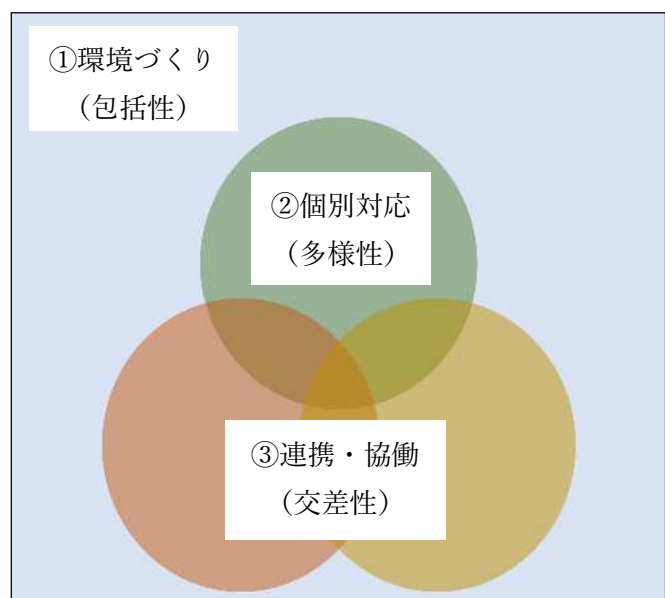 ①環境づくり
（包括性）
②個別対応
（多様性）
③連携・協働
（交差性）